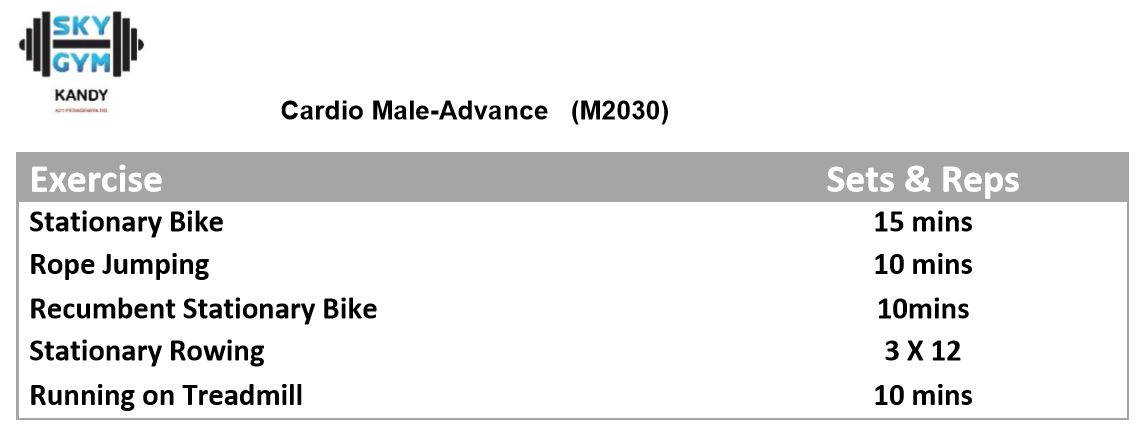 SKY
GYM
KANDY
Cardio Male-Advance (M2030)
Exercise Sets & Reps
Stationary Bike 15 mins
Rope Jumping 10 mins
Recumbent Stationary Bike 10mins
Stationary Rowing 3 X 12
Running on Treadmill 10 mins